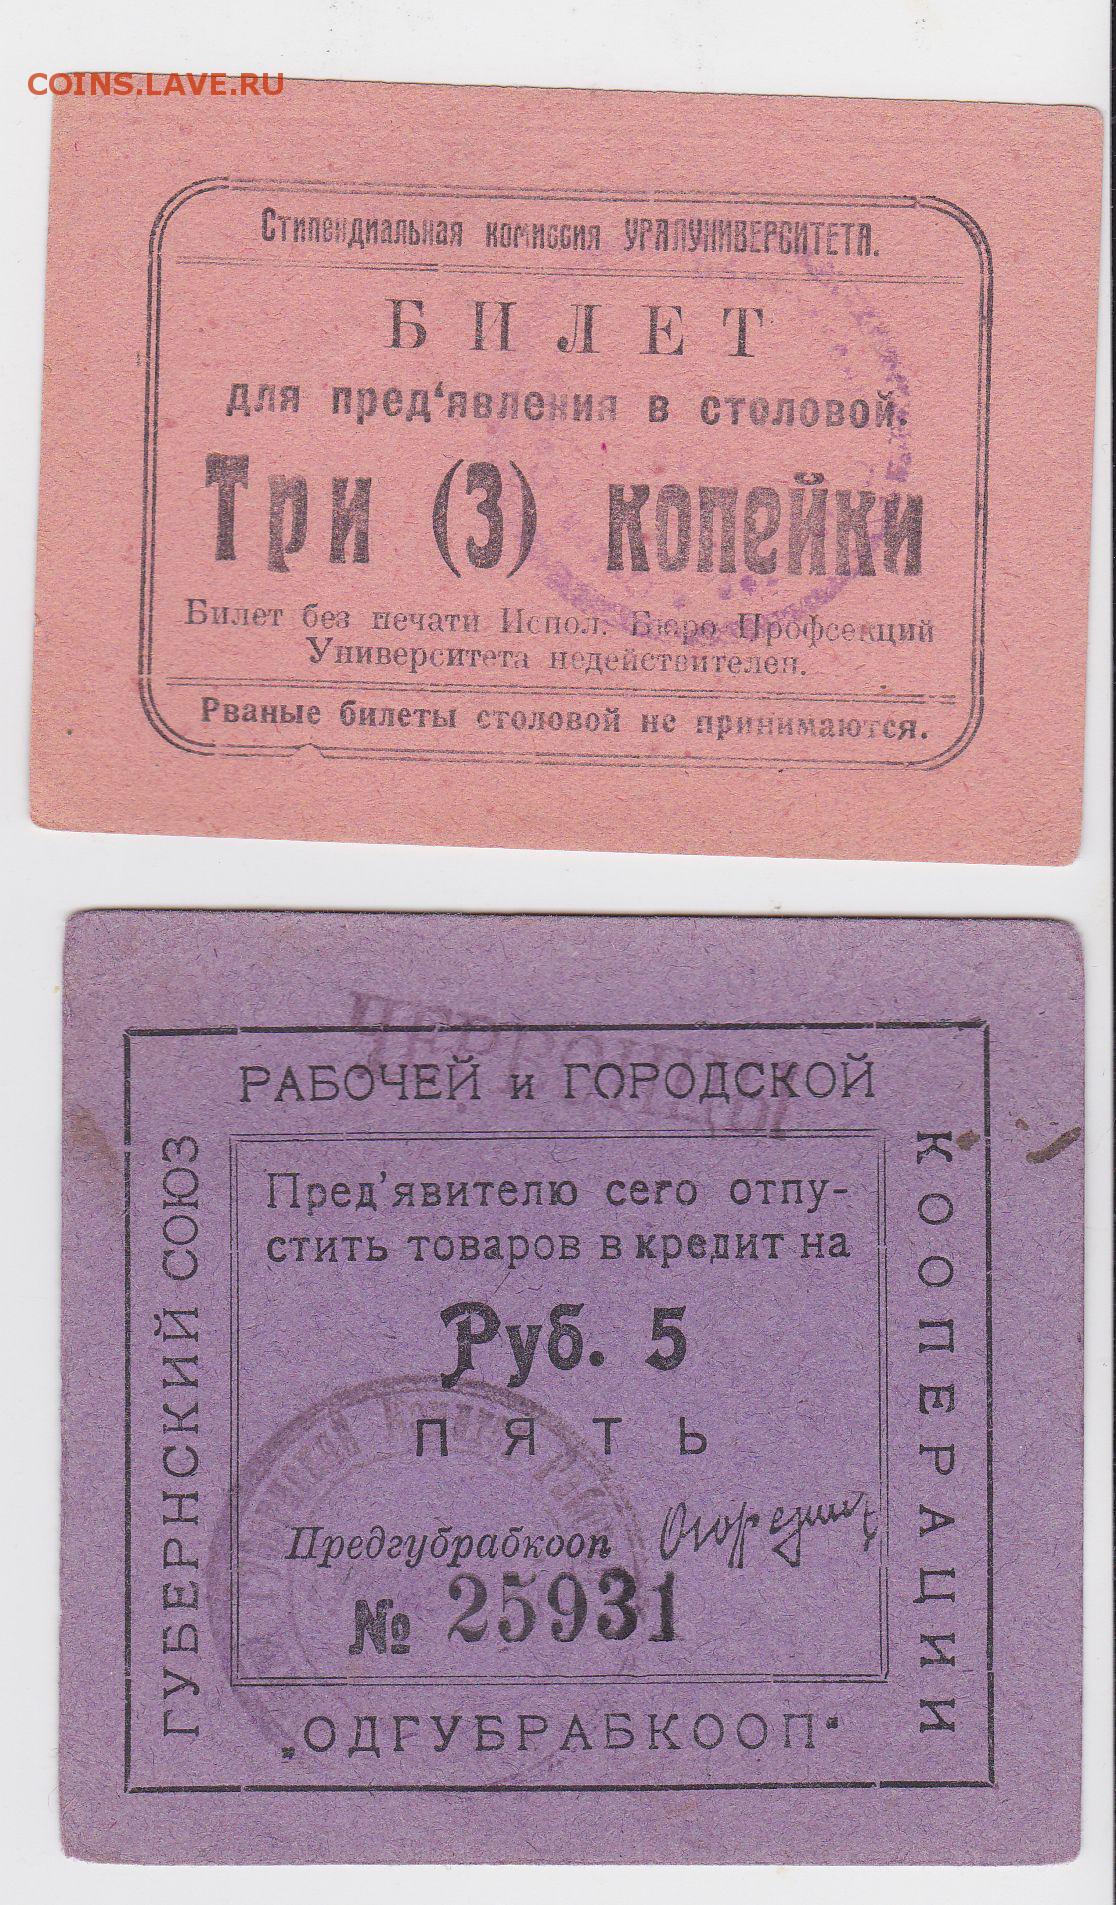 COINS.LAVE.RU
Стипендиальная комиссия УРАЛУНИВЕРСИТЕТА.
БИЛЕТ
для пред‘явления в столовой.
Три (3) копейки
Билет без печати Испол. Бюро Профсекций
Университета недействителен.
Рваные билеты столовой не принимаются.
ЧЕРВОНЦЫ
ГУБЕРНСКИЙ СОЮЗ
РАБОЧЕЙ и ГОРОДСКОЙ
КООПЕРАЦИИ
Пред'явителю сего отпу-
стить товаров в кредит на
Руб. 5
ПЯТЬ
Предгубрабкооп
№ 25931
„ОДГУБРАБКООП"